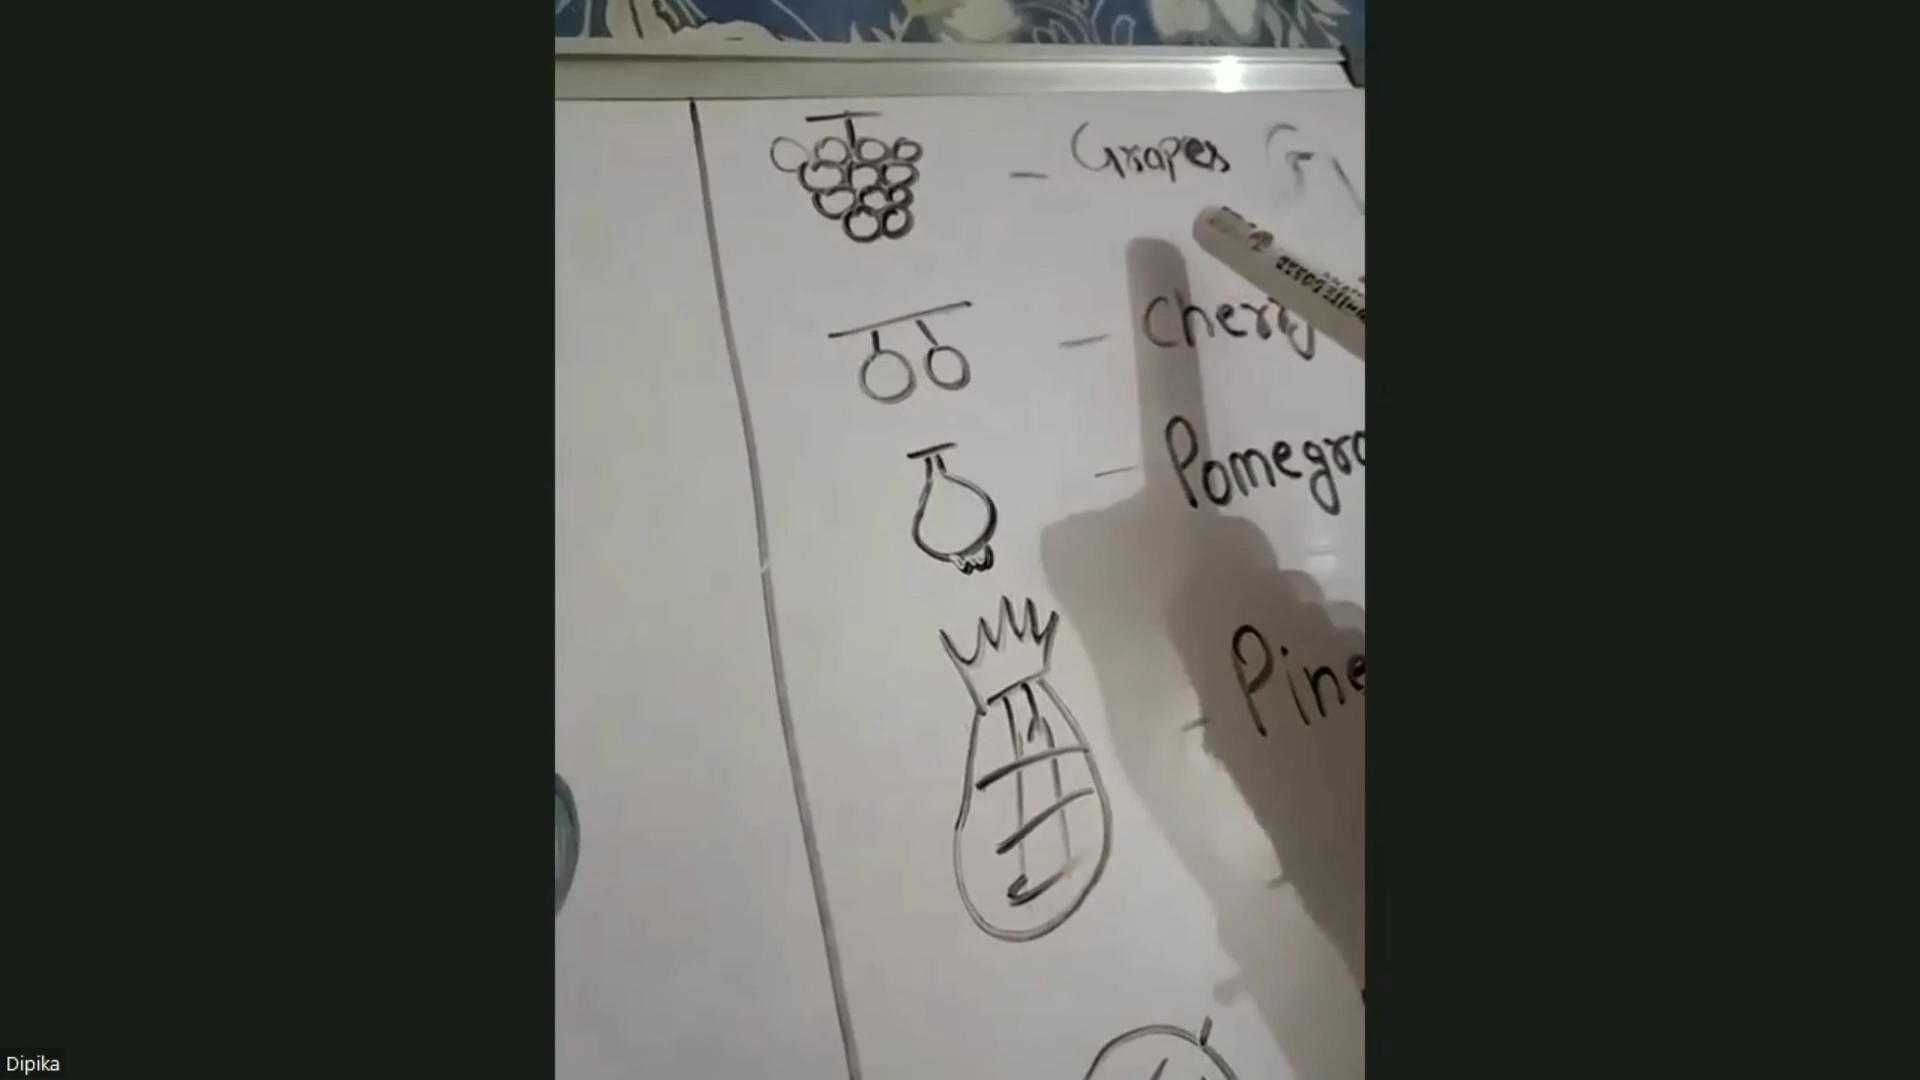 - Grapes
- Cherry
- Pomegra
- Pine
Dipika